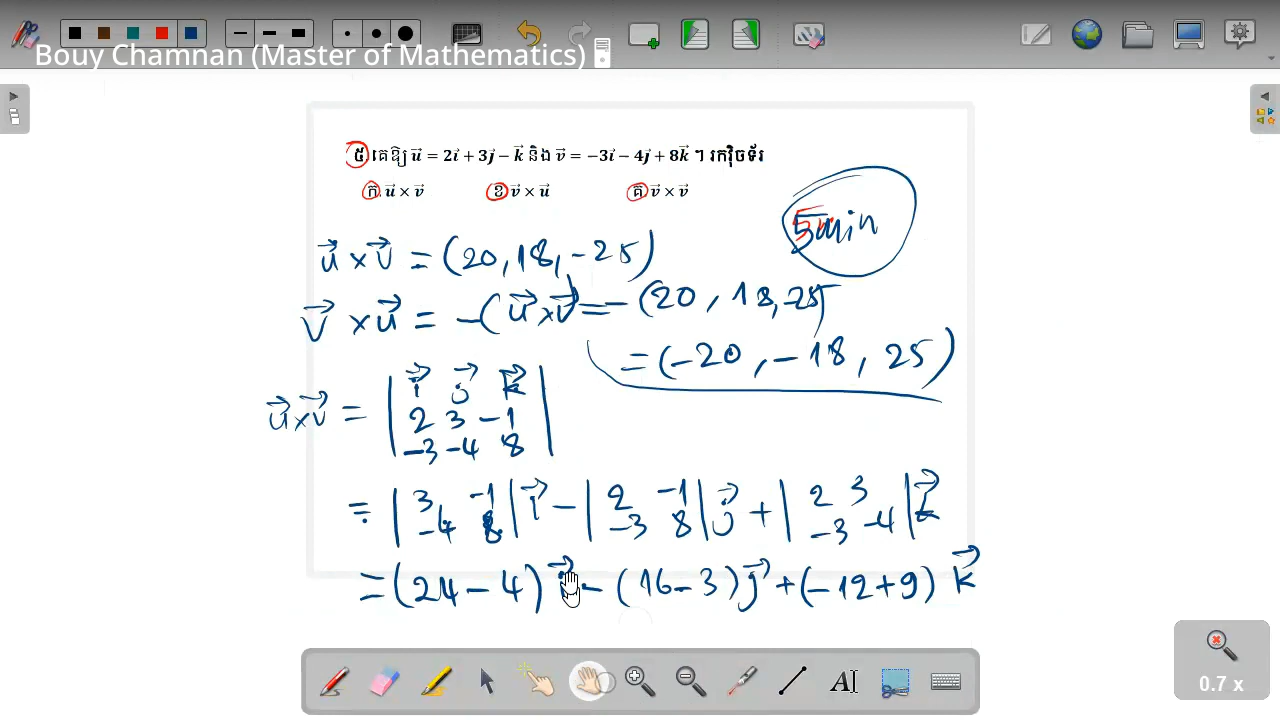 Bouy Chamnan (Master of Mathematics)
៥ គេឱ្យ u⃗ = 2i⃗ + 3j⃗ − k⃗ និង v⃗ = −3i⃗ − 4j⃗ + 8k⃗ ។ រកវ៉ិចទ័រ
ក. u⃗ × v⃗ ខ v⃗ × u⃗ គ v⃗ × v⃗
5min
u⃗ × v⃗ = (20, 18, -25)
v⃗ × u⃗ = -(u⃗ × v⃗) = -(20, 18, 25)
= (-20, -18, 25)
u⃗ × v⃗ = | i⃗ j⃗ k⃗ |
2 3 -1
-3 -4 8
= | 3 -1 | i⃗ - | 2 -1 | j⃗ + | 2 3 | k⃗
-4 8 -3 8 -3 -4
= (24 - 4) i⃗ - (16 - 3) j⃗ + (-12 + 9) k⃗
AI
0.7 x